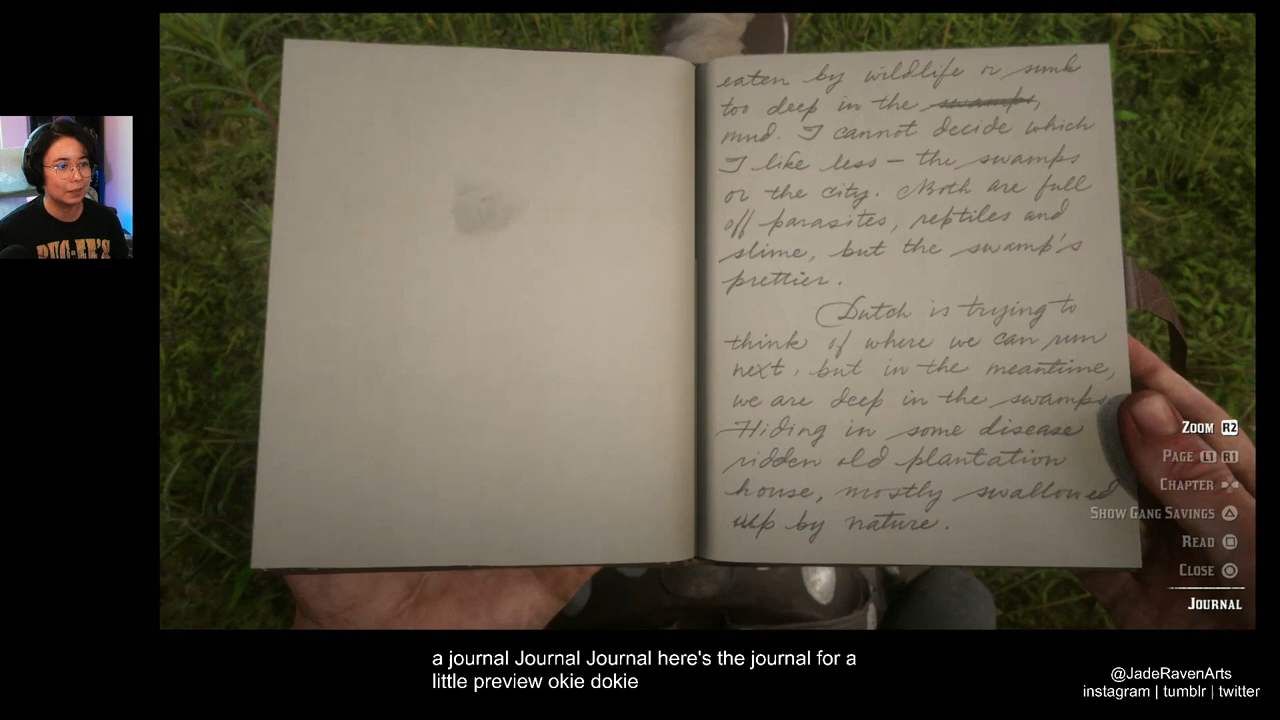 eaten by wildlife or sunk
too deep in the swamps,
mud. I cannot decide which
I like less - the swamps
or the city. Both are full
off parasites, reptiles and
slime, but the swamp's
prettier.
Dutch is trying to
think of where we can run
next, but in the meantime,
we are deep in the swamps.
Hiding in some disease
ridden old plantation
house, mostly swallowed
up by nature.
BUC-EE'S
ZOOM R2
PAGE L1 R1
CHAPTER
SHOW GANG SAVINGS
READ
CLOSE
JOURNAL
a journal Journal Journal here's the journal for a
little preview okie dokie
@JadeRavenArts
instagram | tumblr | twitter